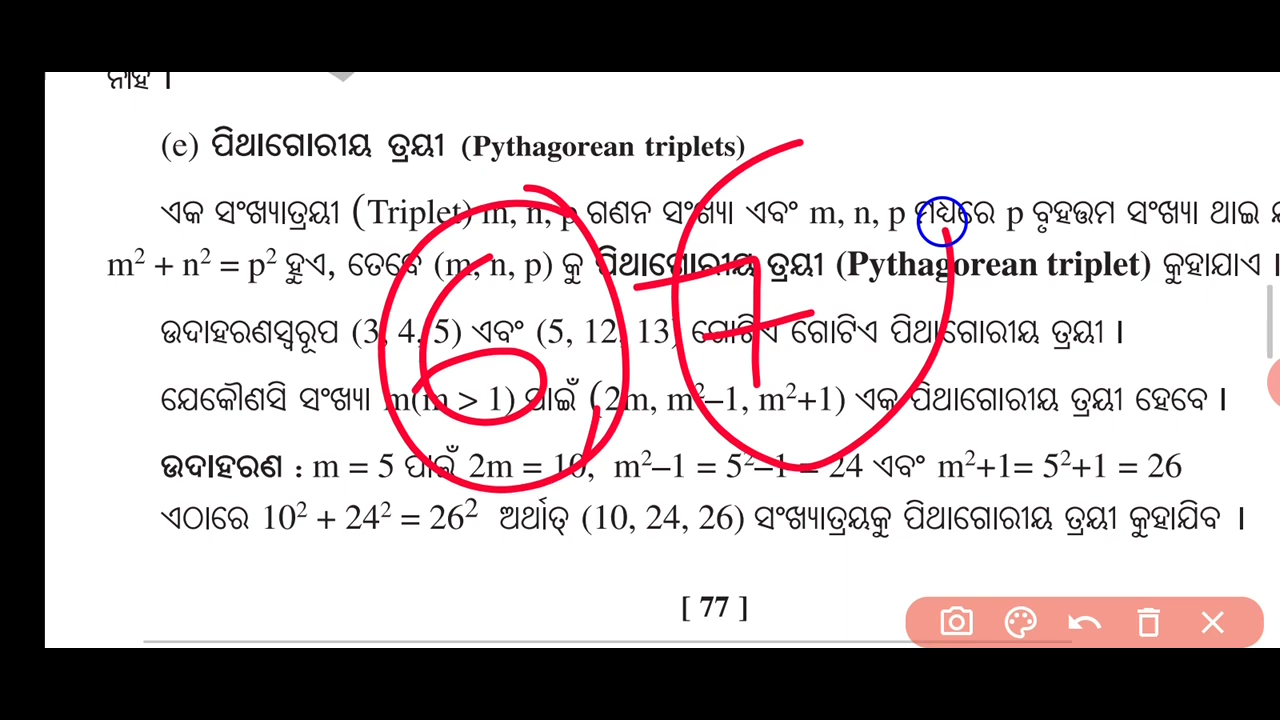 ନାହିଁ ।
(e) ପିଥାଗୋରୀୟ ତ୍ରୟୀ (Pythagorean triplets)
ଏକ ସଂଖ୍ୟାତ୍ରୟୀ (Triplet) m, n, p ଗଣନ ସଂଖ୍ୟା ଏବଂ m, n, p ମଧ୍ୟରେ p ବୃହତ୍ତମ ସଂଖ୍ୟା ଥାଇ
m² + n² = p² ହୁଏ, ତେବେ (m, n, p) କୁ ପିଥାଗୋରୀୟ ତ୍ରୟୀ (Pythagorean triplet) କୁହାଯାଏ ।
ଉଦାହରଣସ୍ୱରୂପ (3, 4, 5) ଏବଂ (5, 12, 13) ଗୋଟିଏ ଗୋଟିଏ ପିଥାଗୋରୀୟ ତ୍ରୟୀ ।
ଯେକୌଣସି ସଂଖ୍ୟା m(m > 1) ପାଇଁ (2m, m²–1, m²+1) ଏକ ପିଥାଗୋରୀୟ ତ୍ରୟୀ ହେବେ ।
ଉଦାହରଣ : m = 5 ପାଇଁ 2m = 10, m²–1 = 5²–1 = 24 ଏବଂ m²+1= 5²+1 = 26
ଏଠାରେ 10² + 24² = 26² ଅର୍ଥାତ୍ (10, 24, 26) ସଂଖ୍ୟାତ୍ରୟକୁ ପିଥାଗୋରୀୟ ତ୍ରୟୀ କୁହାଯିବ ।
[ 77 ]
6, 7